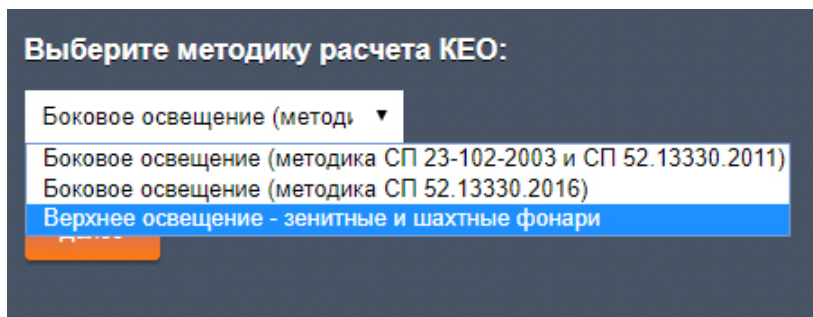 Выберите методику расчета КЕО:
Боковое освещение (методи
Боковое освещение (методика СП 23-102-2003 и СП 52.13330.2011)
Боковое освещение (методика СП 52.13330.2016)
Верхнее освещение - зенитные и шахтные фонари